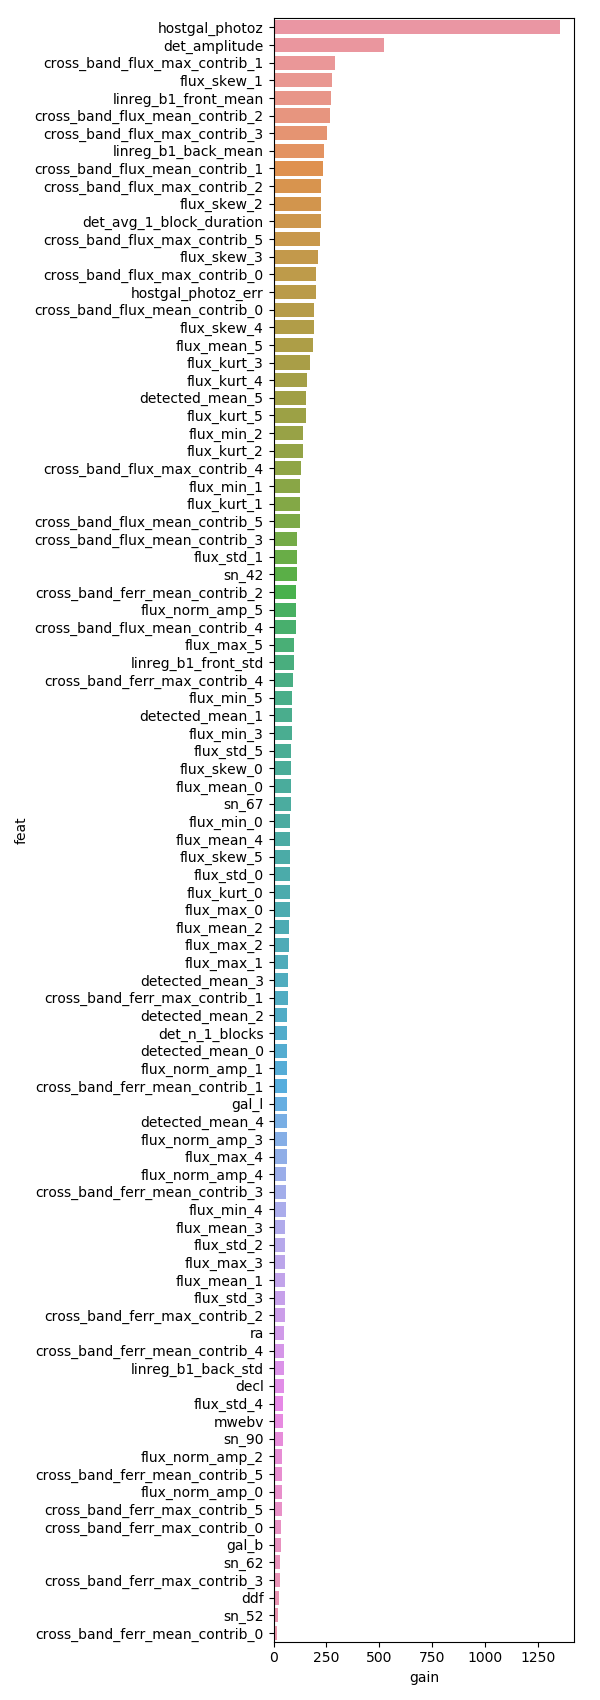 hostgal_photoz
det_amplitude
cross_band_flux_max_contrib_1
flux_skew_1
linreg_b1_front_mean
cross_band_flux_mean_contrib_2
cross_band_flux_max_contrib_3
linreg_b1_back_mean
cross_band_flux_mean_contrib_1
cross_band_flux_max_contrib_2
flux_skew_2
det_avg_1_block_duration
cross_band_flux_max_contrib_5
flux_skew_3
cross_band_flux_max_contrib_0
hostgal_photoz_err
cross_band_flux_mean_contrib_0
flux_skew_4
flux_mean_5
flux_kurt_3
flux_kurt_4
detected_mean_5
flux_kurt_5
flux_min_2
flux_kurt_2
cross_band_flux_max_contrib_4
flux_min_1
flux_kurt_1
cross_band_flux_mean_contrib_5
cross_band_flux_mean_contrib_3
flux_std_1
sn_42
cross_band_ferr_mean_contrib_2
flux_norm_amp_5
cross_band_flux_mean_contrib_4
flux_max_5
linreg_b1_front_std
cross_band_ferr_max_contrib_4
flux_min_5
detected_mean_1
flux_min_3
flux_std_5
flux_skew_0
flux_mean_0
sn_67
flux_min_0
flux_mean_4
flux_skew_5
flux_std_0
flux_kurt_0
flux_max_0
flux_mean_2
flux_max_2
flux_max_1
detected_mean_3
cross_band_ferr_max_contrib_1
detected_mean_2
det_n_1_blocks
detected_mean_0
flux_norm_amp_1
cross_band_ferr_mean_contrib_1
gal_l
detected_mean_4
flux_norm_amp_3
flux_max_4
flux_norm_amp_4
cross_band_ferr_mean_contrib_3
flux_min_4
flux_mean_3
flux_std_2
flux_max_3
flux_mean_1
flux_std_3
cross_band_ferr_max_contrib_2
ra
cross_band_ferr_mean_contrib_4
linreg_b1_back_std
decl
flux_std_4
mwebv
sn_90
flux_norm_amp_2
cross_band_ferr_mean_contrib_5
flux_norm_amp_0
cross_band_ferr_max_contrib_5
cross_band_ferr_max_contrib_0
gal_b
sn_62
cross_band_ferr_max_contrib_3
ddf
sn_52
cross_band_ferr_mean_contrib_0
feat
0 250 500 750 1000 1250
gain